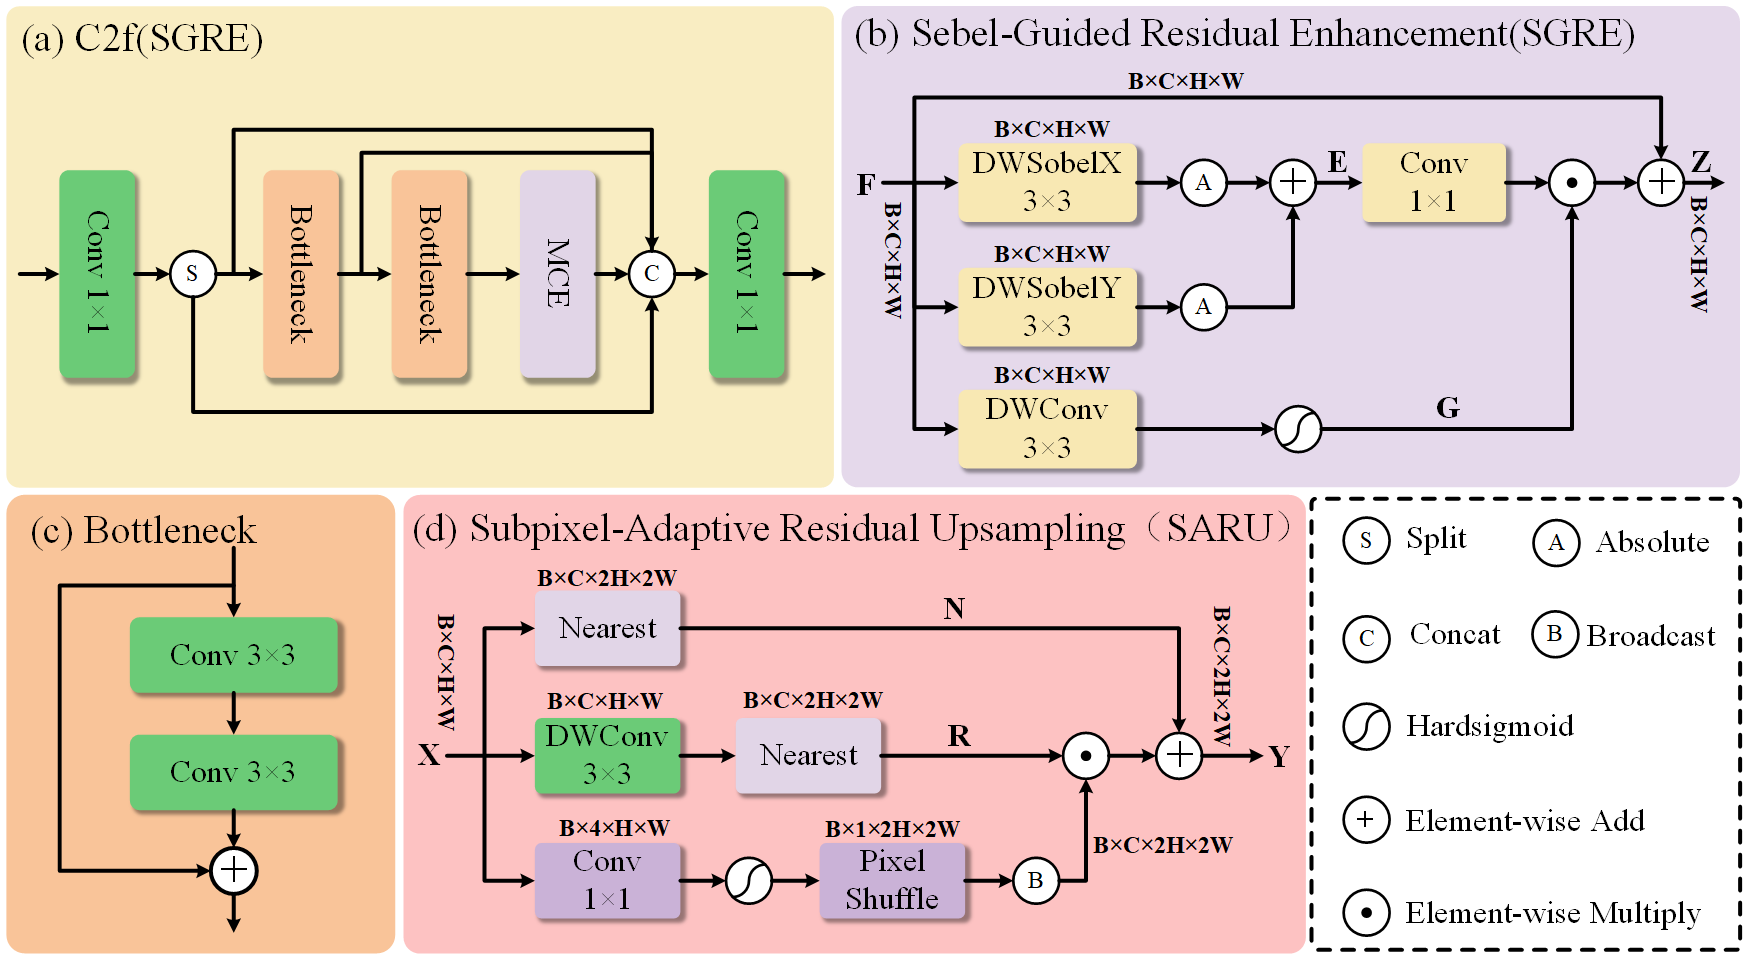 (a) C2f(SGRE)
Conv 1×1
S
Bottleneck
Bottleneck
MCE
C
Conv 1×1
(b) Sebel-Guided Residual Enhancement(SGRE)
B×C×H×W
F
B×C×H×W
B×C×H×W
DWSobelX
3×3
A
E
Conv
1×1
Z
B×C×H×W
B×C×H×W
DWSobelY
3×3
A
B×C×H×W
DWConv
3×3
G
(c) Bottleneck
Conv 3×3
Conv 3×3
(d) Subpixel-Adaptive Residual Upsampling（SARU）
X
B×C×H×W
B×C×2H×2W
Nearest
N
B×C×H×W
DWConv
3×3
B×C×2H×2W
Nearest
R
B×C×2H×2W
Y
B×4×H×W
Conv
1×1
B×1×2H×2W
Pixel
Shuffle
B
B×C×2H×2W
S Split
A Absolute
C Concat
B Broadcast
Hardsigmoid
Element-wise Add
Element-wise Multiply